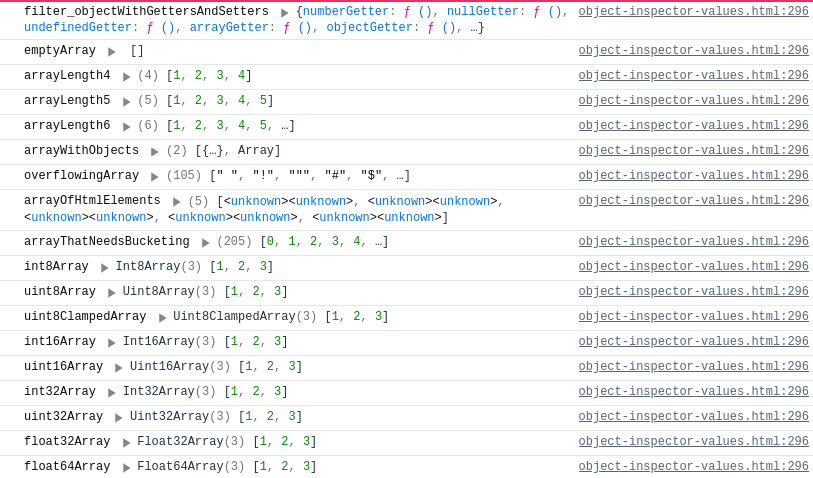 filter_objectWithGettersAndSetters ▶ {numberGetter: ƒ (), nullGetter: ƒ (), object-inspector-values.html:296
undefinedGetter: ƒ (), arrayGetter: ƒ (), objectGetter: ƒ (), …}
emptyArray ▶ [] object-inspector-values.html:296
arrayLength4 ▶ (4) [1, 2, 3, 4] object-inspector-values.html:296
arrayLength5 ▶ (5) [1, 2, 3, 4, 5] object-inspector-values.html:296
arrayLength6 ▶ (6) [1, 2, 3, 4, 5, …] object-inspector-values.html:296
arrayWithObjects ▶ (2) [{…}, Array] object-inspector-values.html:296
overflowingArray ▶ (105) [" ", "!", """, "#", "$", …] object-inspector-values.html:296
arrayOfHtmlElements ▶ (5) [<unknown><unknown>, <unknown><unknown>, object-inspector-values.html:296
<unknown><unknown>, <unknown><unknown>, <unknown><unknown>]
arrayThatNeedsBucketing ▶ (205) [0, 1, 2, 3, 4, …] object-inspector-values.html:296
int8Array ▶ Int8Array(3) [1, 2, 3] object-inspector-values.html:296
uint8Array ▶ Uint8Array(3) [1, 2, 3] object-inspector-values.html:296
uint8ClampedArray ▶ Uint8ClampedArray(3) [1, 2, 3] object-inspector-values.html:296
int16Array ▶ Int16Array(3) [1, 2, 3] object-inspector-values.html:296
uint16Array ▶ Uint16Array(3) [1, 2, 3] object-inspector-values.html:296
int32Array ▶ Int32Array(3) [1, 2, 3] object-inspector-values.html:296
uint32Array ▶ Uint32Array(3) [1, 2, 3] object-inspector-values.html:296
float32Array ▶ Float32Array(3) [1, 2, 3] object-inspector-values.html:296
float64Array ▶ Float64Array(3) [1, 2, 3] object-inspector-values.html:296